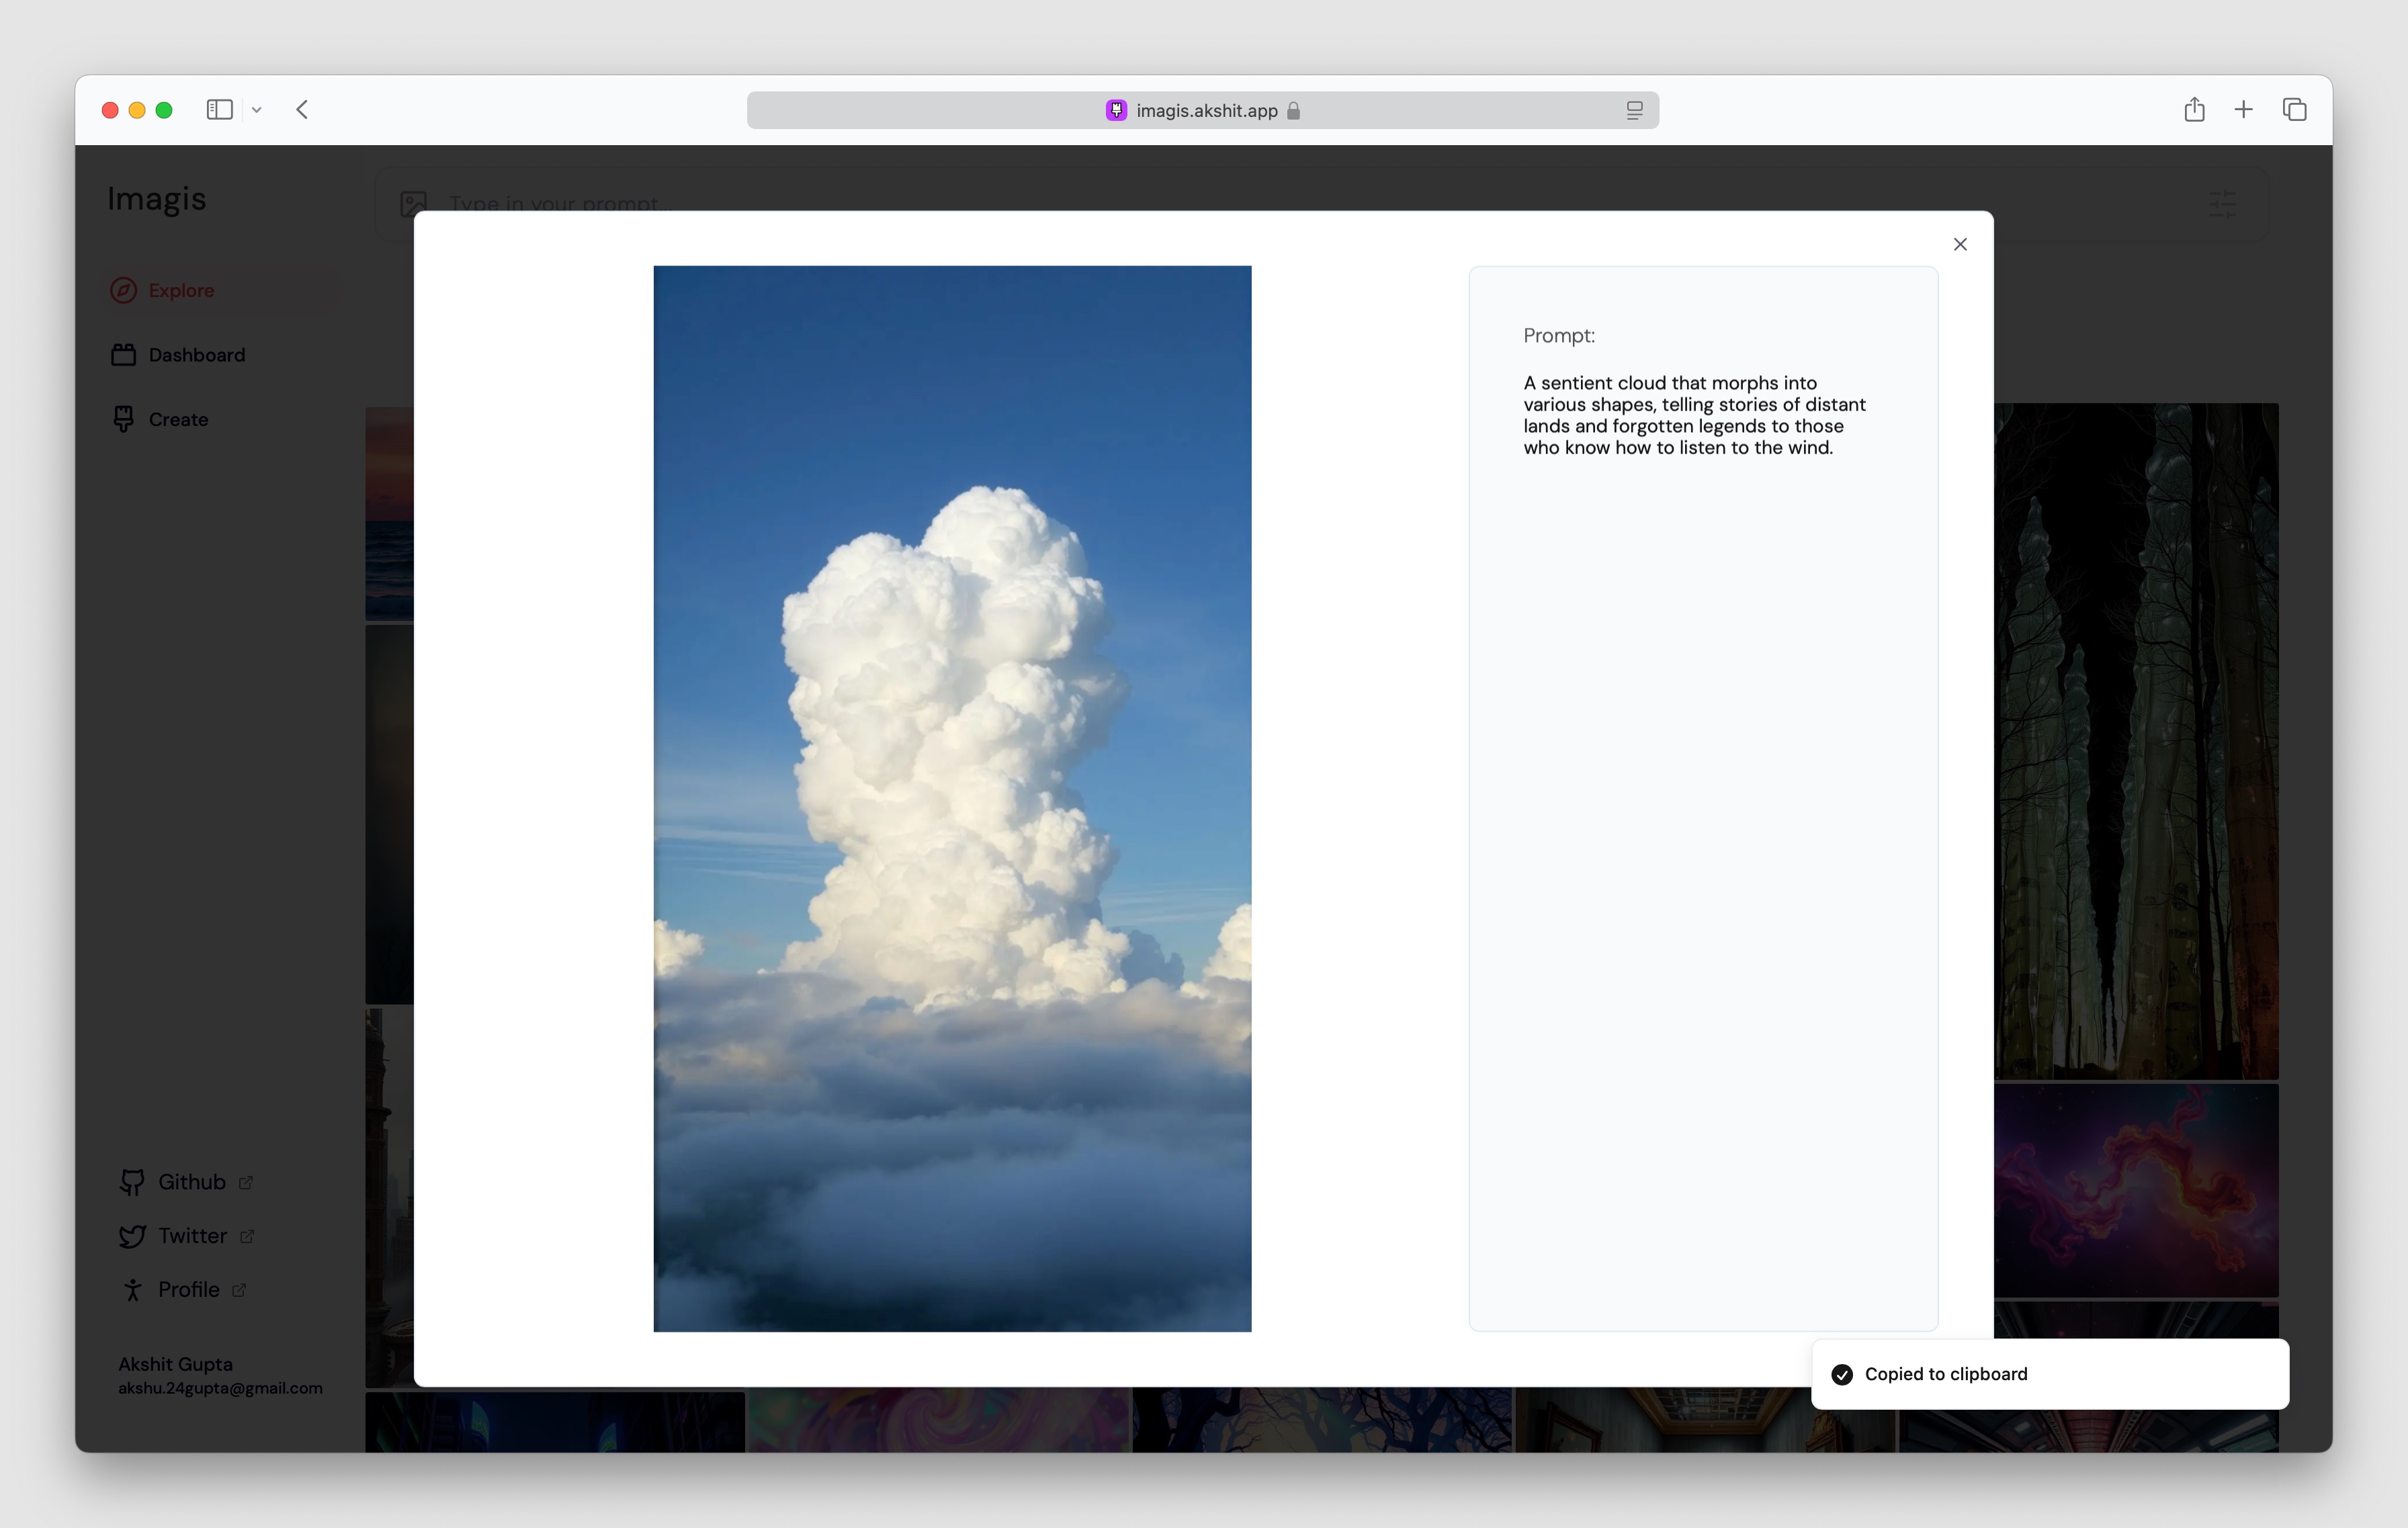 imagis.akshit.app
Imagis
Type in your prompt...
Explore
Dashboard
Create
Prompt:
A sentient cloud that morphs into
various shapes, telling stories of distant
lands and forgotten legends to those
who know how to listen to the wind.
Github
Twitter
Profile
Akshit Gupta
akshu.24gupta@gmail.com
Copied to clipboard